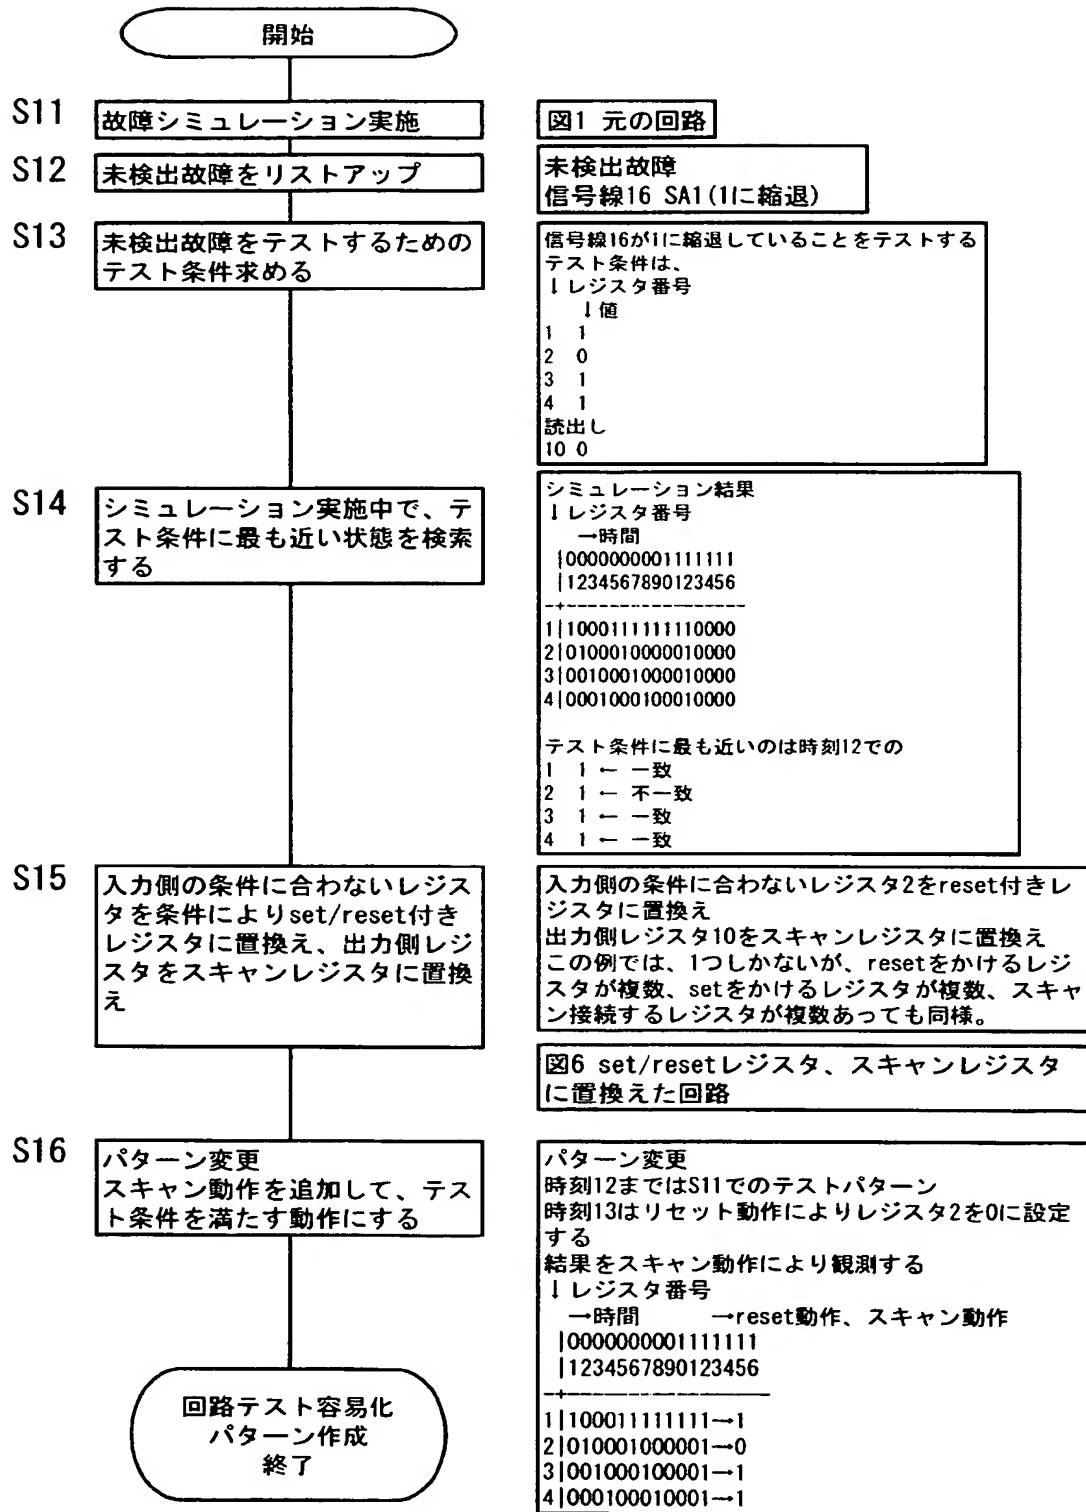 開始
S11
故障シミュレーション実施
図1 元の回路
S12
未検出故障をリストアップ
未検出故障
信号線16 SA1(1に縮退)
S13
未検出故障をテストするための
テスト条件求める
信号線16が1に縮退していることをテストする
テスト条件は、
↓レジスタ番号
↓値
1 1
2 0
3 1
4 1
読出し
10 0
S14
シミュレーション実施中で、テ
スト条件に最も近い状態を検索
する
シミュレーション結果
↓レジスタ番号
→時間
|0000000001111111
|1234567890123456
-+------------------
1|1000111111110000
2|0100010000010000
3|0010001000010000
4|0001000100010000
テスト条件に最も近いのは時刻12での
1 1 ← 一致
2 1 ← 不一致
3 1 ← 一致
4 1 ← 一致
S15
入力側の条件に合わないレジス
タを条件によりset/reset付き
レジスタに置換え、出力側レジ
スタをスキャンレジスタに置換
え
入力側の条件に合わないレジスタ2をreset付きレ
ジスタに置換え
出力側レジスタ10をスキャンレジスタに置換え
この例では、1つしかないが、resetをかけるレジ
スタが複数、setをかけるレジスタが複数、スキャ
ン接続するレジスタが複数あっても同様。
図6 set/resetレジスタ、スキャンレジスタ
に置換えた回路
S16
パターン変更
スキャン動作を追加して、テス
ト条件を満たす動作にする
パターン変更
時刻12まではS11でのテストパターン
時刻13はリセット動作によりレジスタ2を0に設定
する
結果をスキャン動作により観測する
↓レジスタ番号
→時間 →reset動作、スキャン動作
|0000000001111111
|1234567890123456
-+--------------------
1|100011111111→1
2|010001000001→0
3|001000100001→1
4|000100010001→1
回路テスト容易化
パターン作成
終了